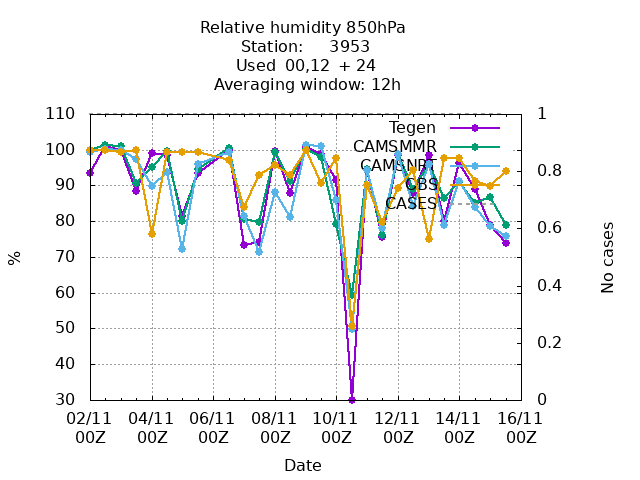 Relative humidity 850hPa
Station: 3953
Used 00,12 + 24
Averaging window: 12h
110
100
90
80
70
60
50
40
30
%
1
0.8
0.6
0.4
0.2
0
No cases
Tegen
CAMSMMR
CAMSNRT
OBS
CASES
02/11 04/11 06/11 08/11 10/11 12/11 14/11 16/11
00Z 00Z 00Z 00Z 00Z 00Z 00Z 00Z
Date